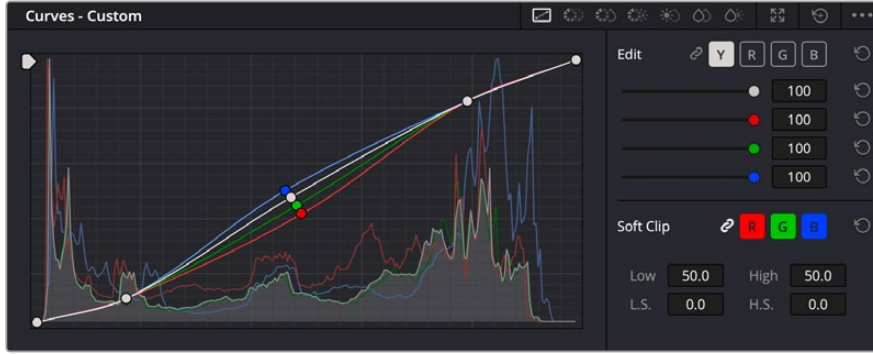 Curves - Custom
Edit Y R G B
100
100
100
100
Soft Clip R G B
Low 50.0 High 50.0
L.S. 0.0 H.S. 0.0